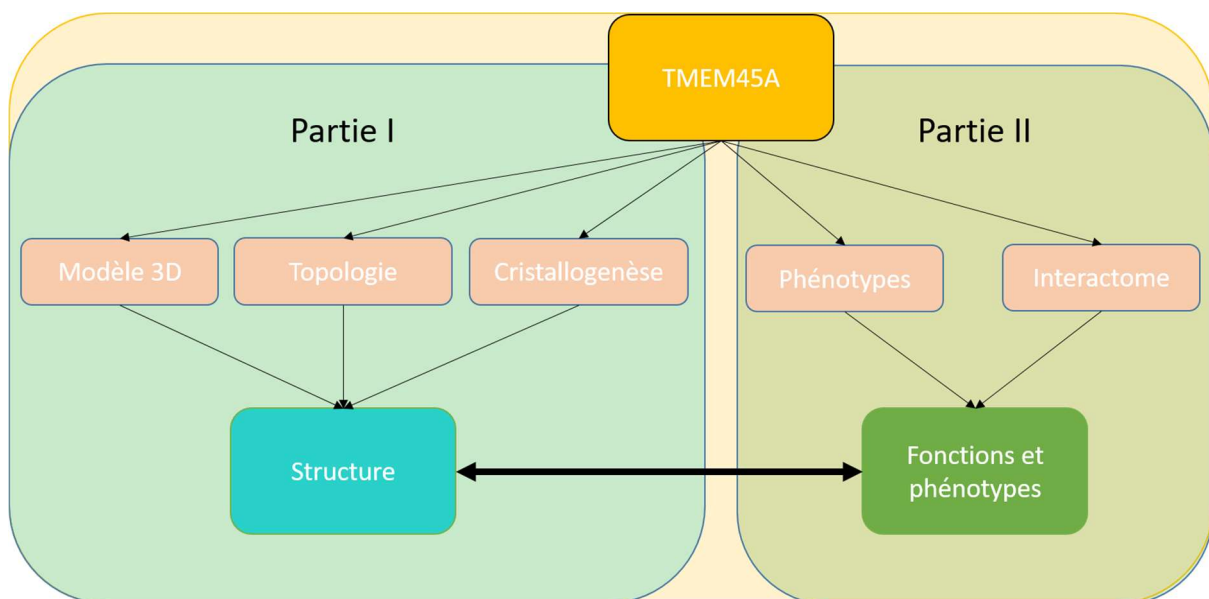 TMEM45A
Partie I
Partie II
Modèle 3D
Topologie
Cristallogenèse
Phénotypes
Interactome
Structure
Fonctions et
phénotypes